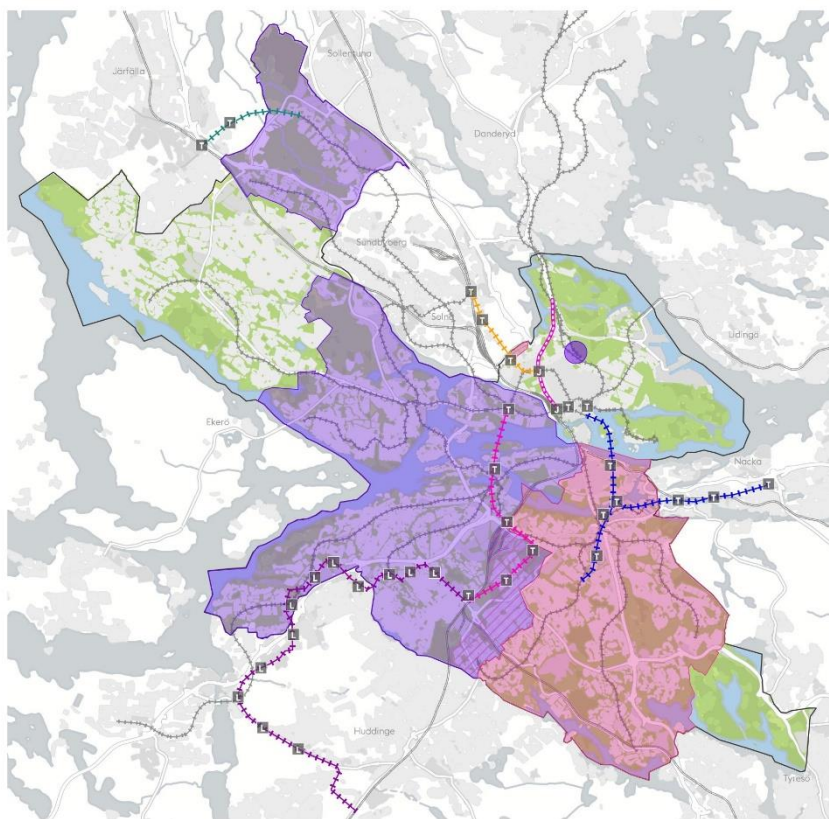 Järfälla
Sollentuna
Danderyd
Sundbyberg
Solna
Lidingö
Ekerö
Nacka
Huddinge
Tyresö
T
T
T
T
T
J
J
T
T
T
T
T
T
T
T
T
T
T
T
T
T
L
L
L
L
L
L
L
L
L
L
L
L